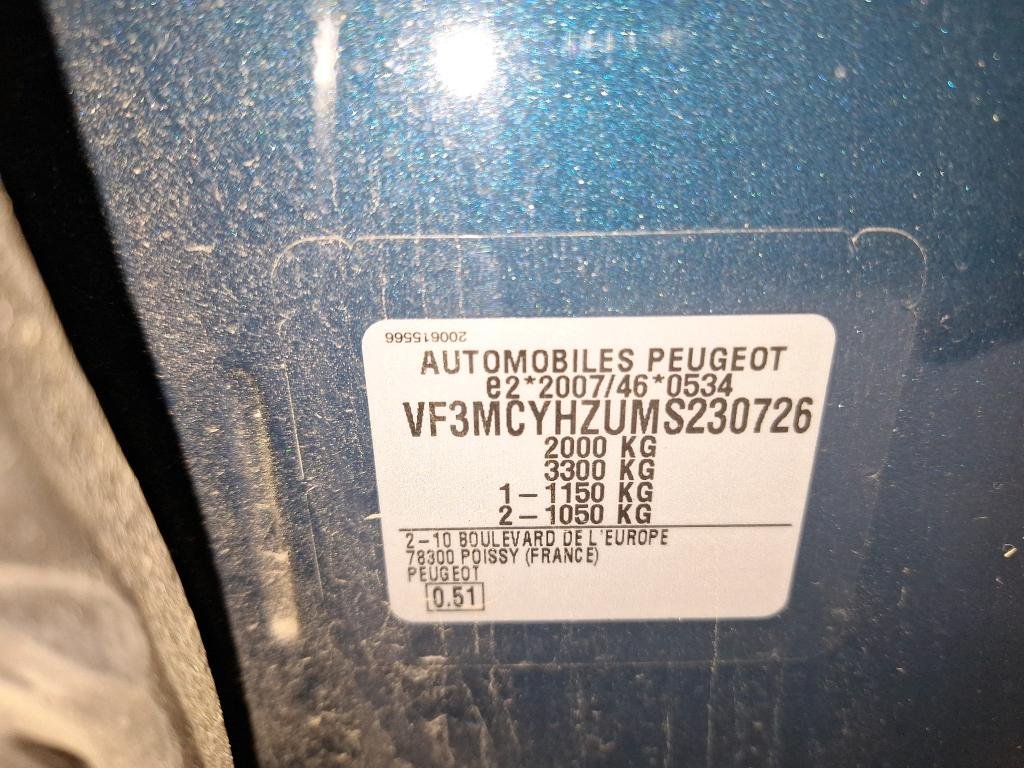 200615566
AUTOMOBILES PEUGEOT
e2*2007/46*0534
VF3MCYHZUMS230726
2000 KG
3300 KG
1-1150 KG
2-1050 KG
2-10 BOULEVARD DE L'EUROPE
78300 POISSY (FRANCE)
PEUGEOT
0.51